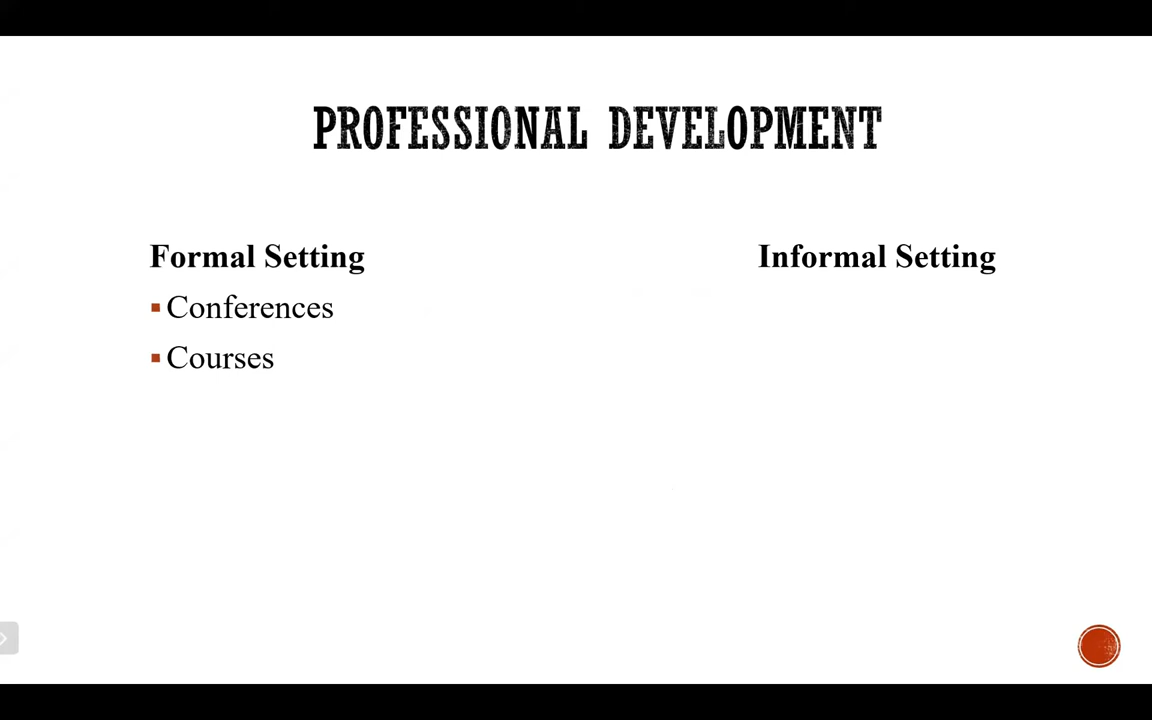 PROFESSIONAL DEVELOPMENT
Formal Setting
Conferences
Courses
Informal Setting